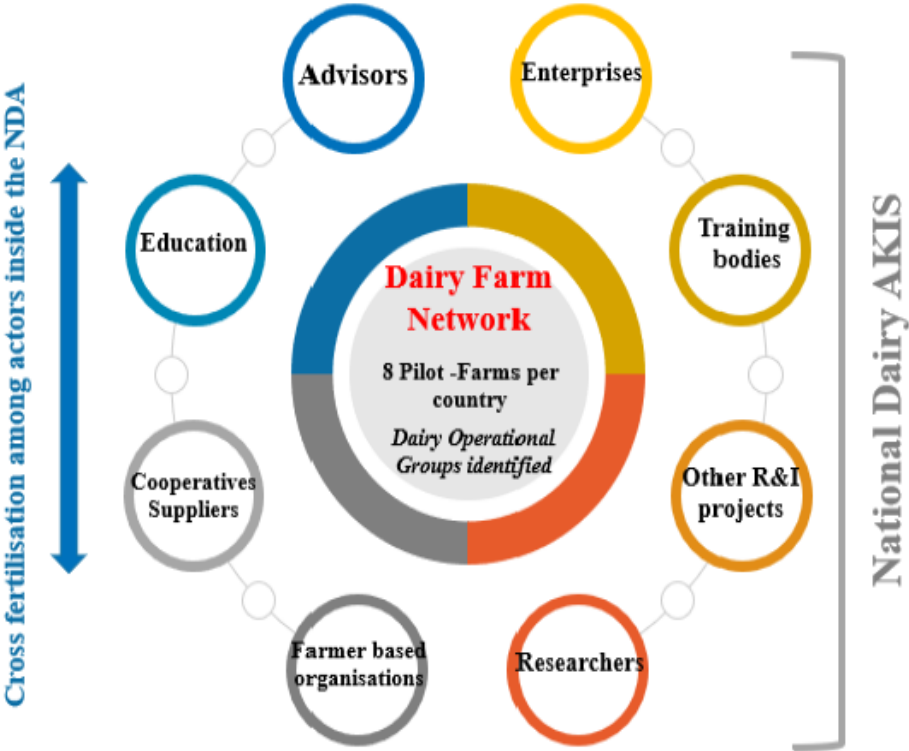 Cross fertilisation among actors inside the NDA
Advisors
Enterprises
Education
Training
bodies
Dairy Farm
Network
8 Pilot -Farms per
country
Dairy Operational
Groups identified
Cooperatives
Suppliers
Other R&I
projects
Farmer based
organisations
Researchers
National Dairy AKIS